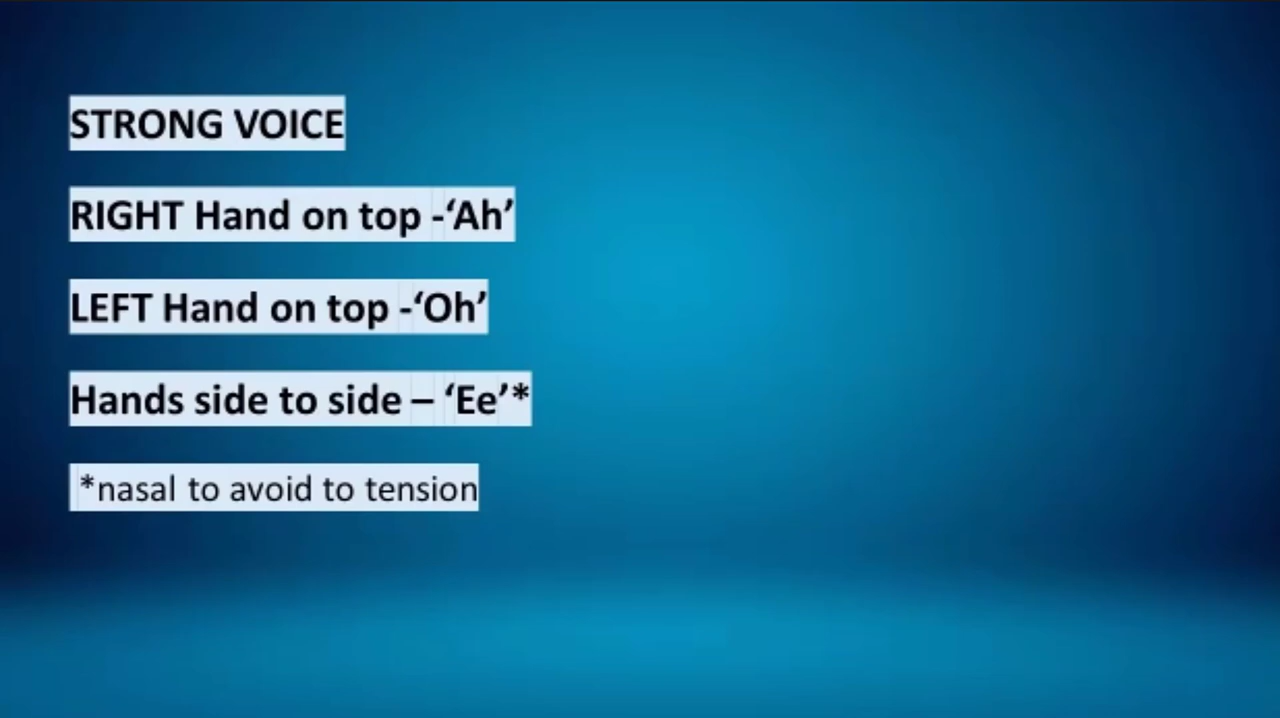 STRONG VOICE
RIGHT Hand on top -‘Ah’
LEFT Hand on top -‘Oh’
Hands side to side – ‘Ee’*
*nasal to avoid to tension